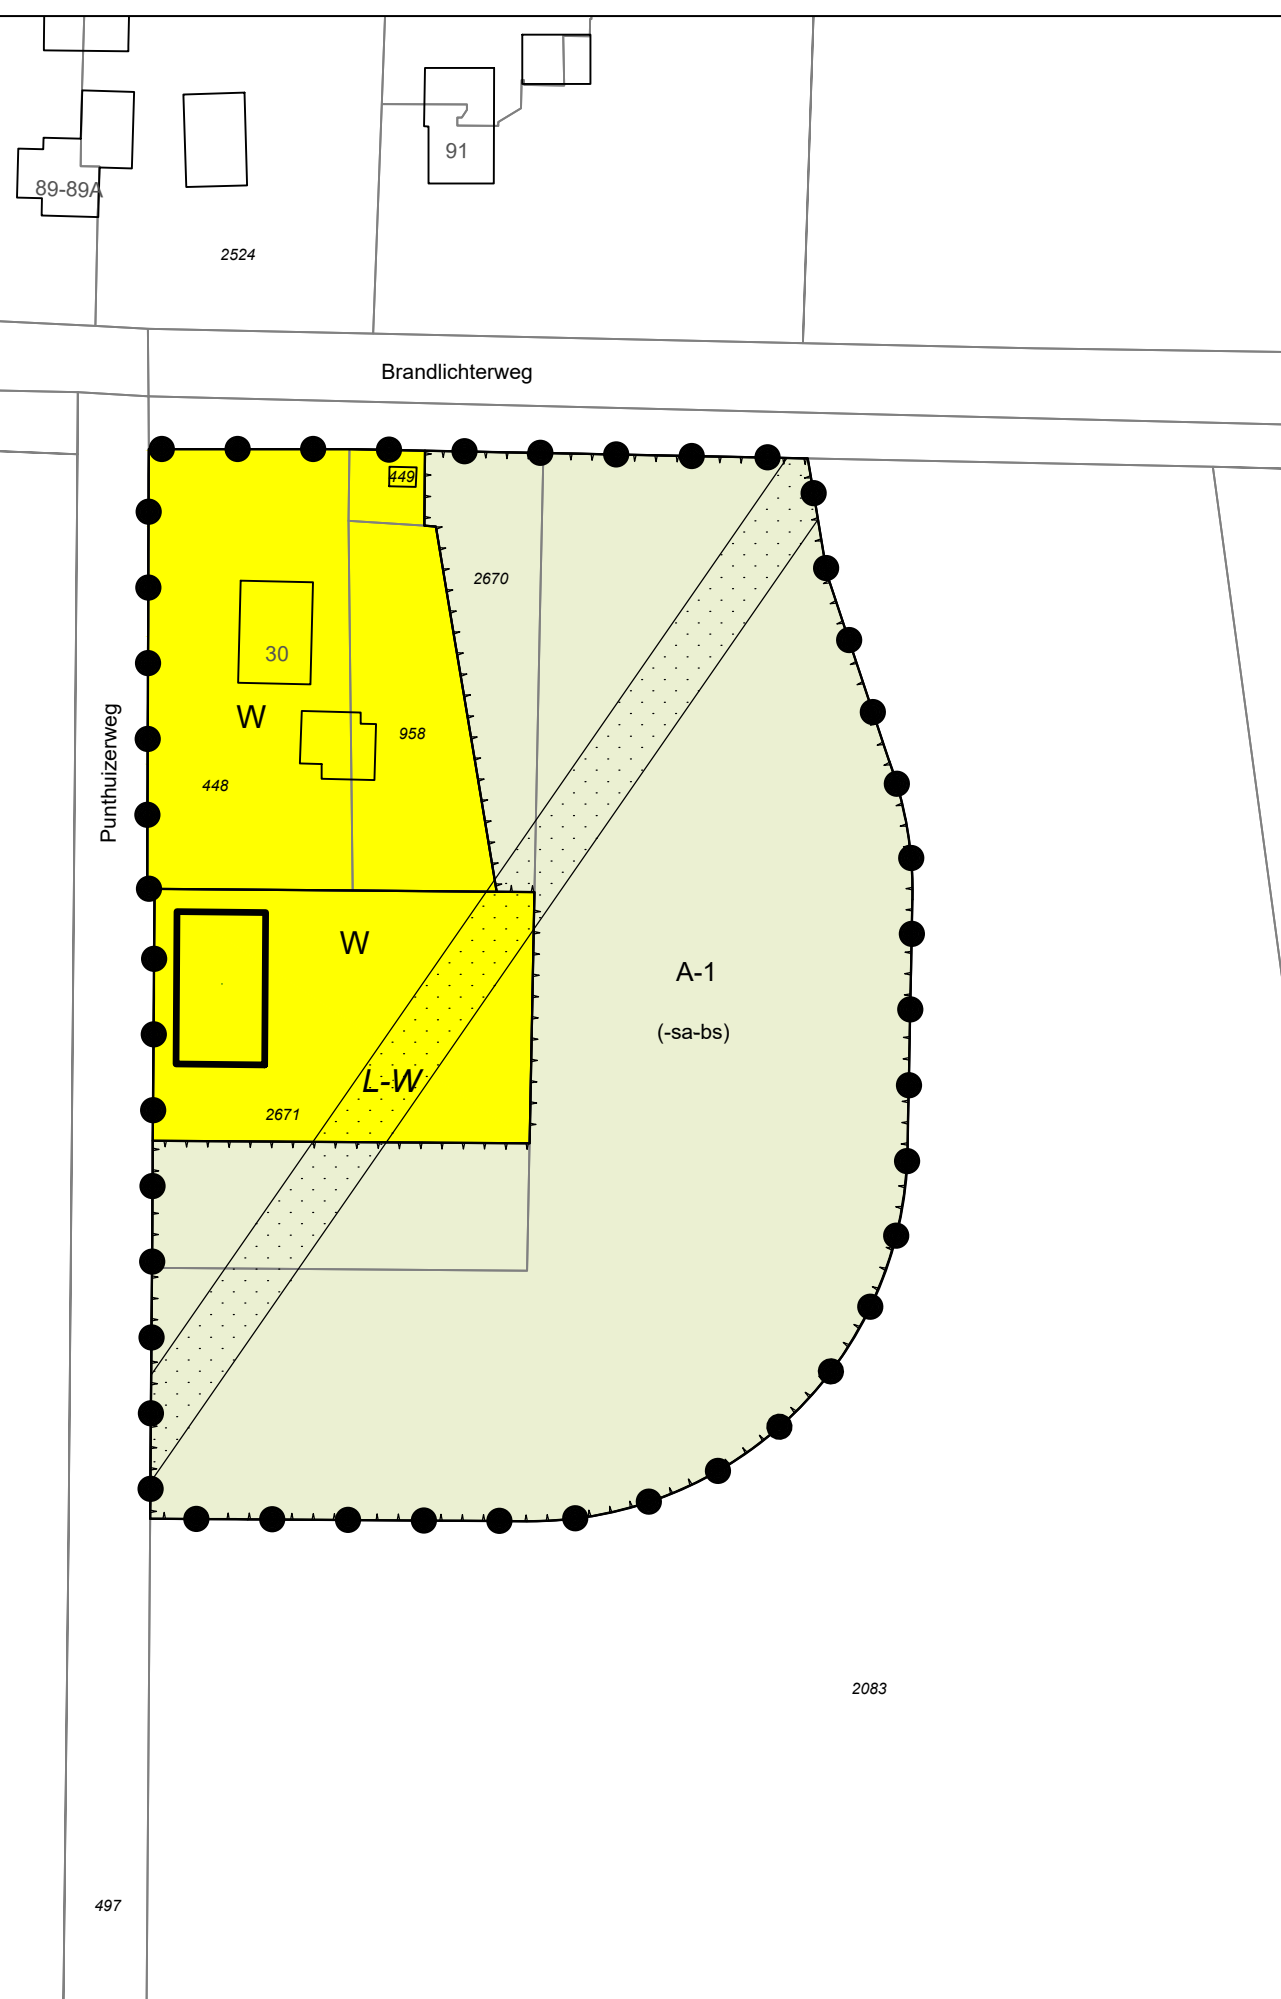 91
89-89A
2524
Brandlichterweg
449
2670
30
W
958
Punthuizerweg
448
W
A-1
(-sa-bs)
L-W
2671
2083
497